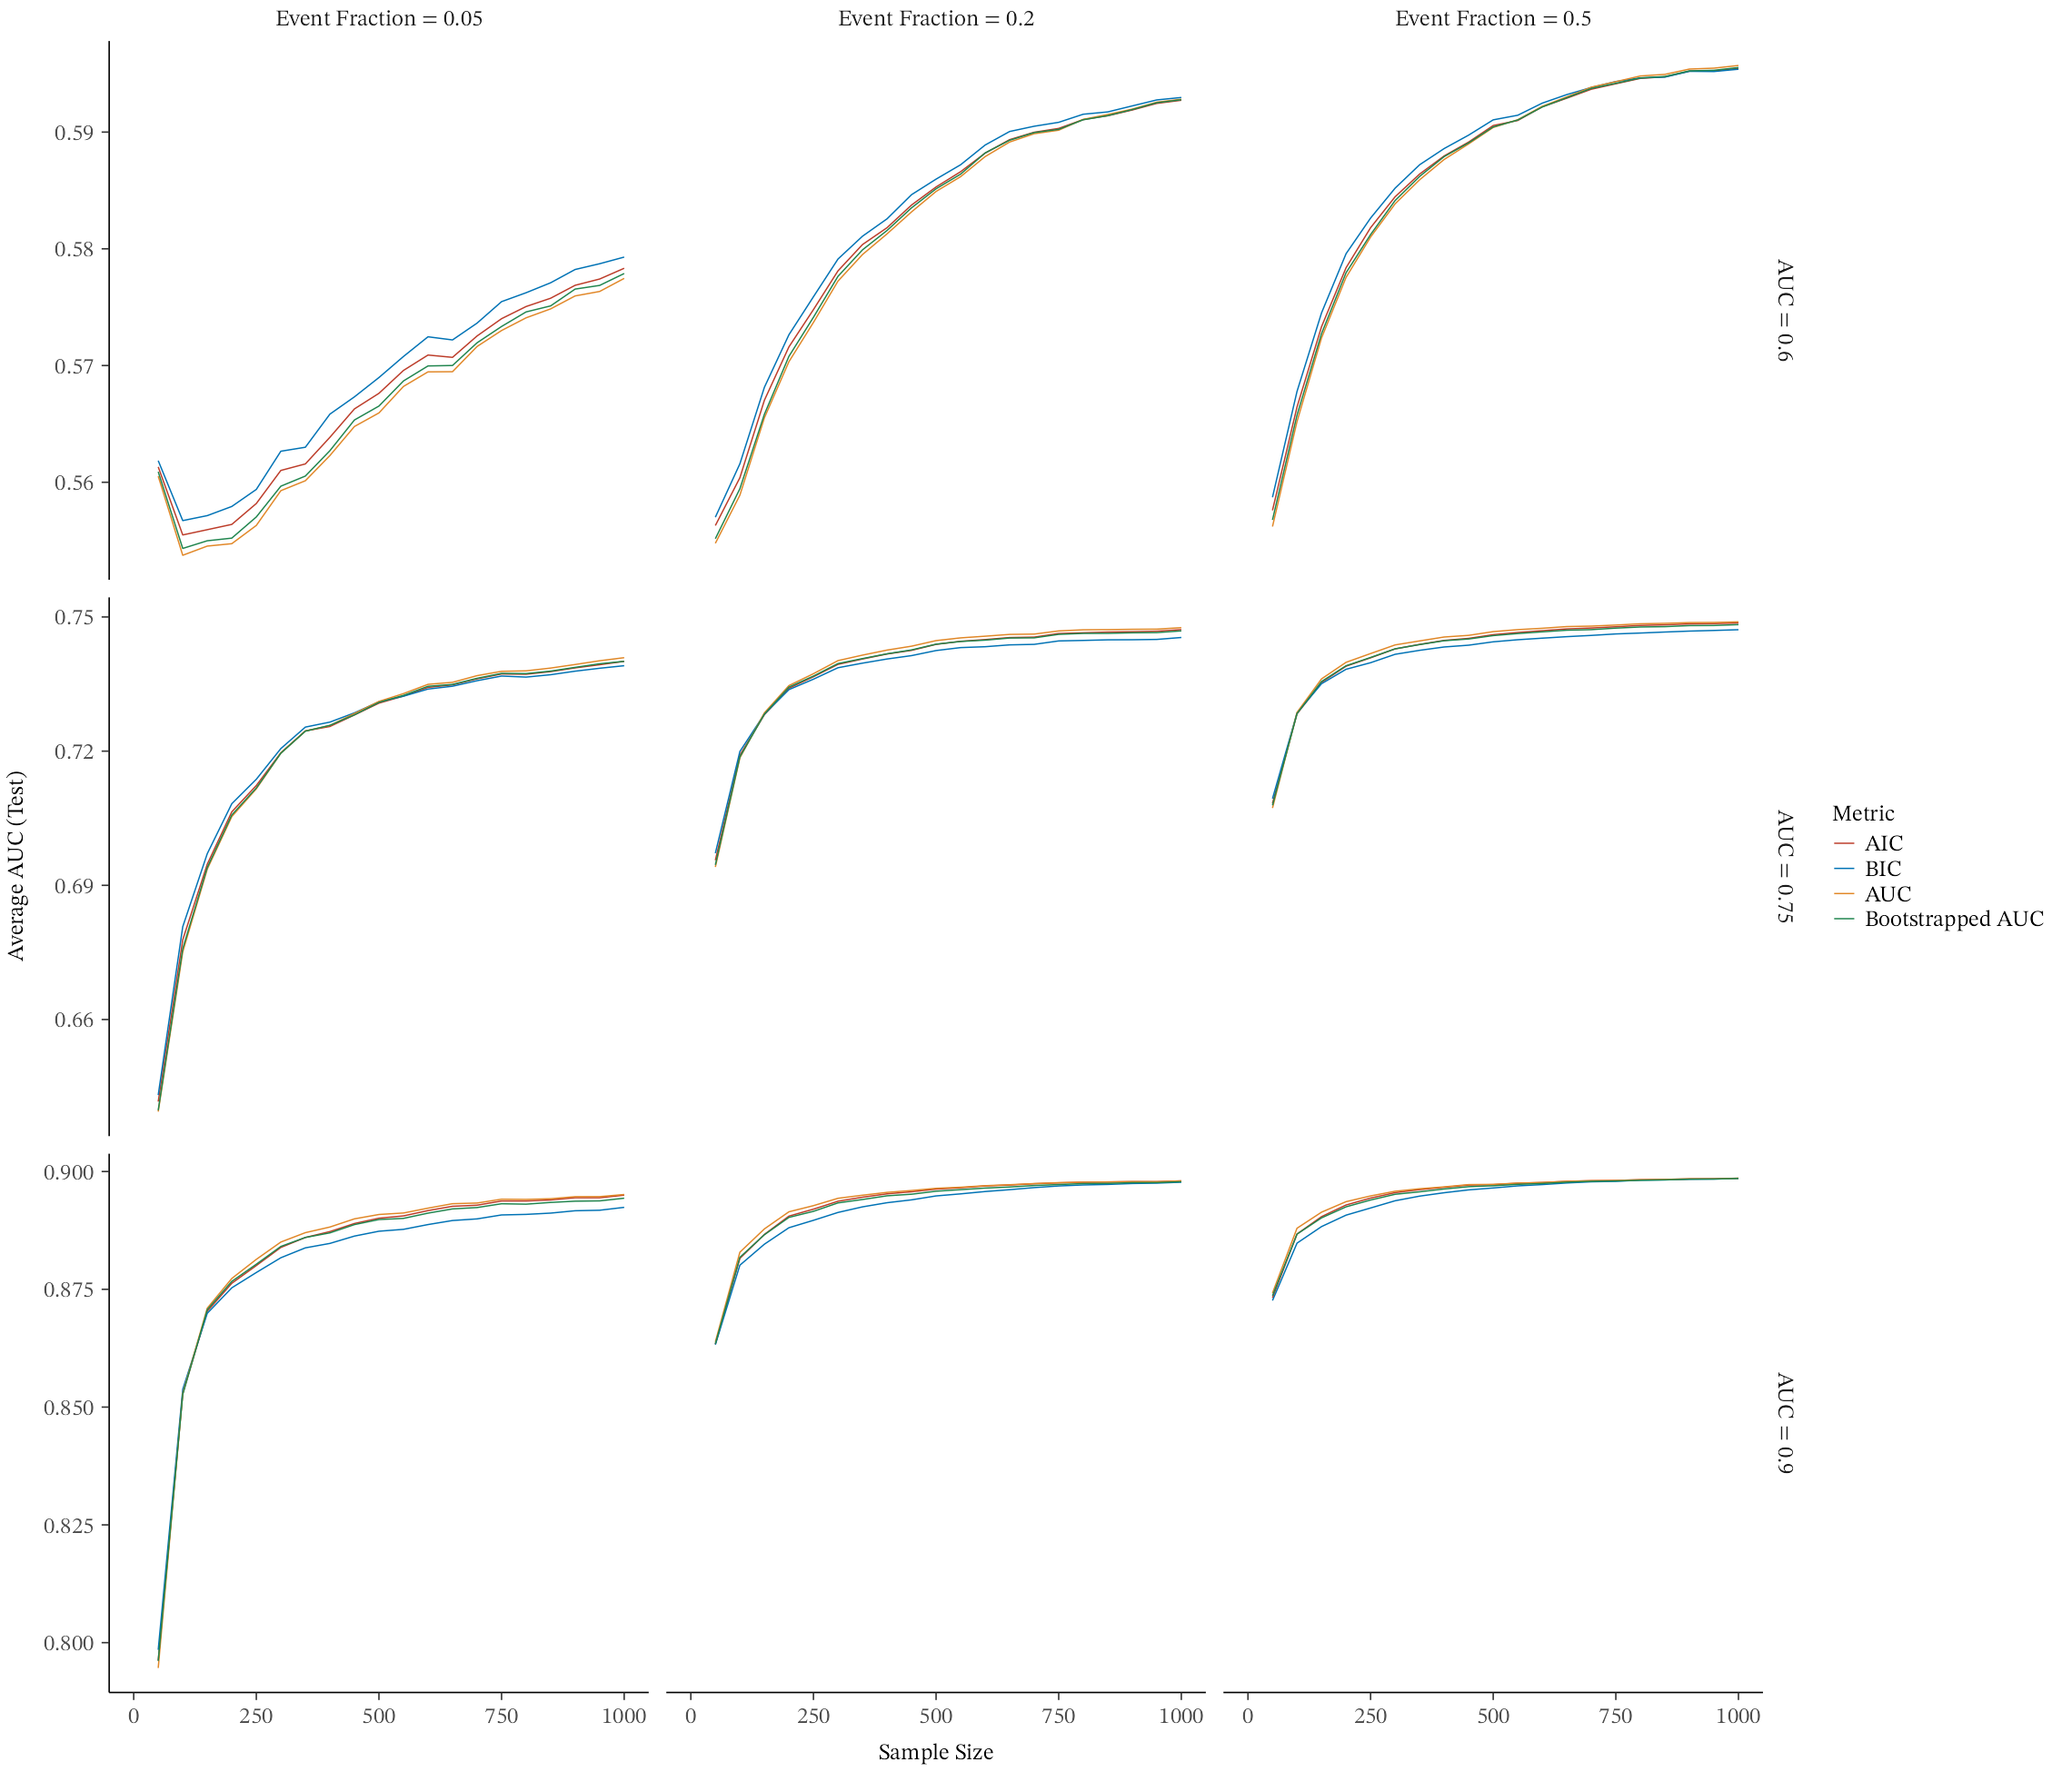 Event Fraction = 0.05
Event Fraction = 0.2
Event Fraction = 0.5
0.59
0.58
0.57
0.56
AUC = 0.6
0.75
0.72
0.69
0.66
AUC = 0.75
0.900
0.875
0.850
0.825
0.800
AUC = 0.9
Average AUC (Test)
0 250 500 750 1000
0 250 500 750 1000
0 250 500 750 1000
Sample Size
Metric
AIC
BIC
AUC
Bootstrapped AUC